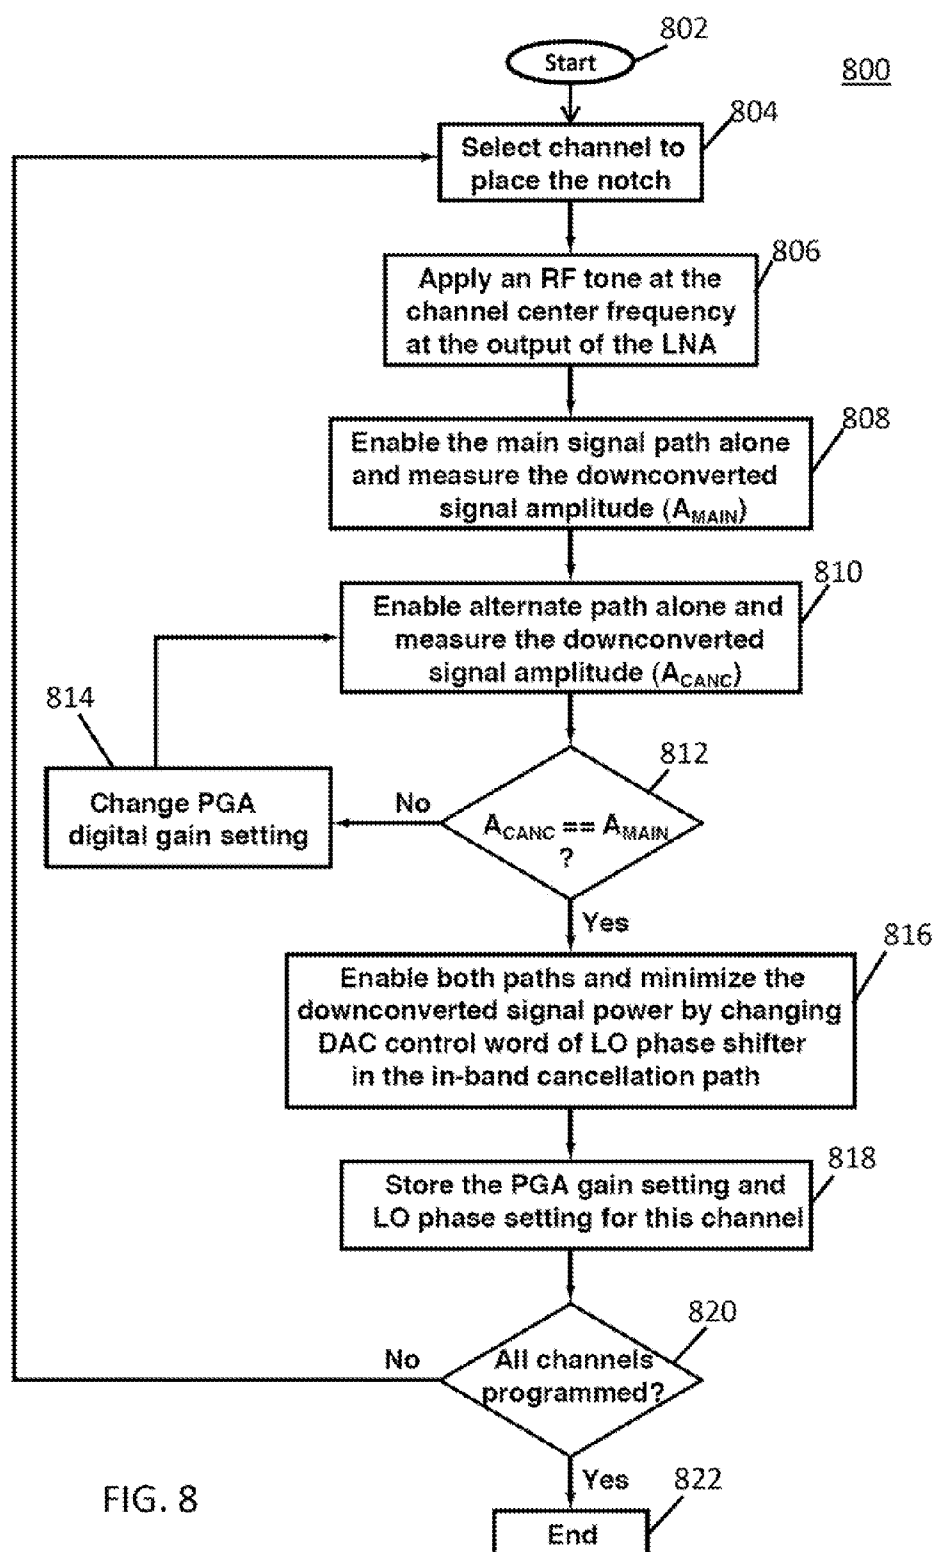 802
Start
800
804
Select channel to
place the notch
806
Apply an RF tone at the
channel center frequency
at the output of the LNA
808
Enable the main signal path alone
and measure the downconverted
signal amplitude (AMAIN)
810
Enable alternate path alone and
measure the downconverted
signal amplitude (ACANC)
814
Change PGA
digital gain setting
No
812
ACANC == AMAIN
?
Yes
816
Enable both paths and minimize the
downconverted signal power by changing
DAC control word of LO phase shifter
in the in-band cancellation path
818
Store the PGA gain setting and
LO phase setting for this channel
820
No
All channels
programmed?
Yes
822
End
FIG. 8